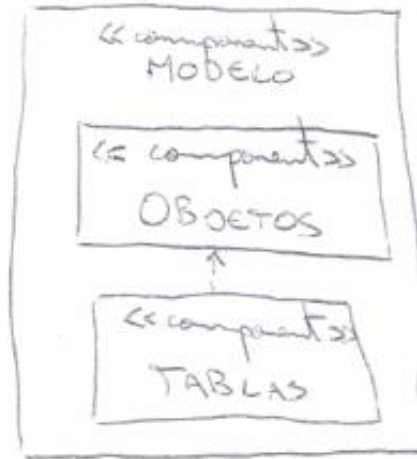 <<component>>
MODELO
<<component>>
OBJETOS
<<component>>
TABLAS